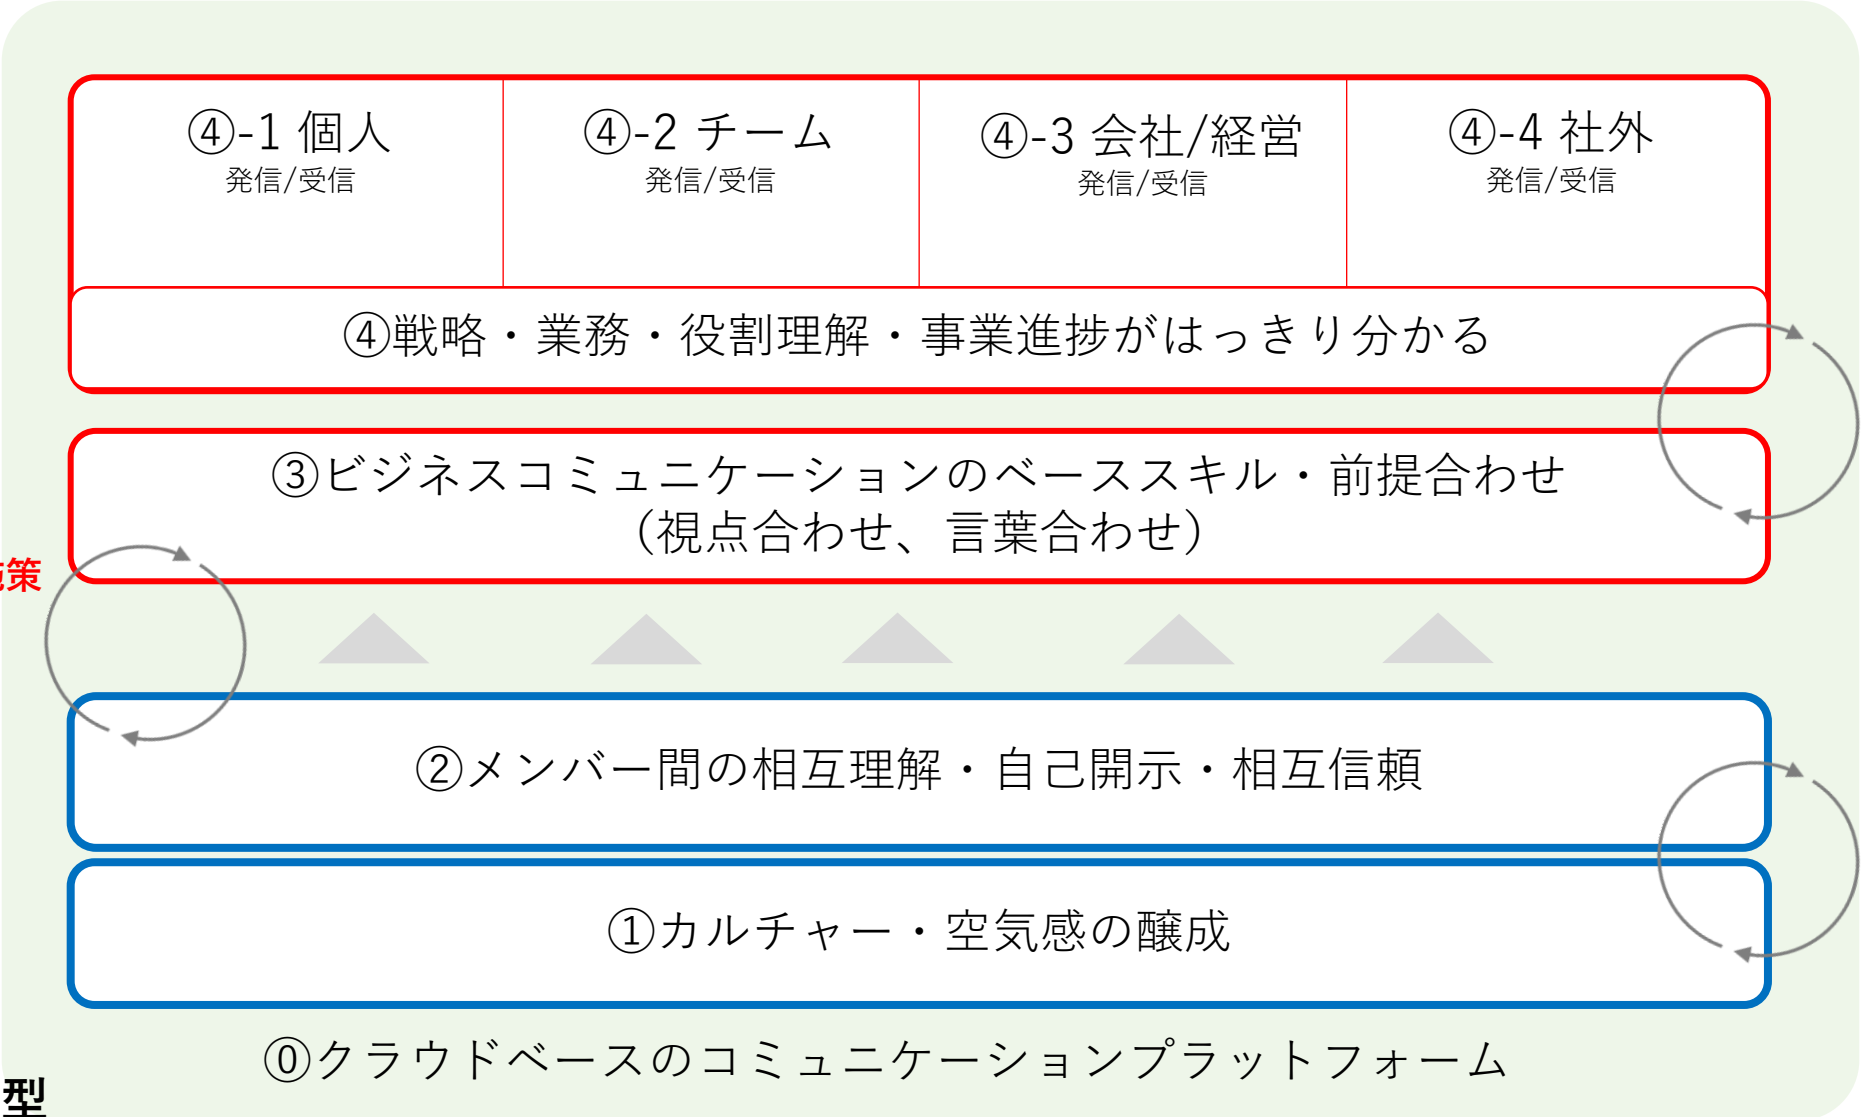 ④-1 個人
発信/受信
④-2 チーム
発信/受信
④-3 会社/経営
発信/受信
④-4 社外
発信/受信
④戦略・業務・役割理解・事業進捗がはっきり分かる
③ビジネスコミュニケーションのベーススキル・前提合わせ
（視点合わせ、言葉合わせ）
策
②メンバー間の相互理解・自己開示・相互信頼
①カルチャー・空気感の醸成
⓪クラウドベースのコミュニケーションプラットフォーム
型